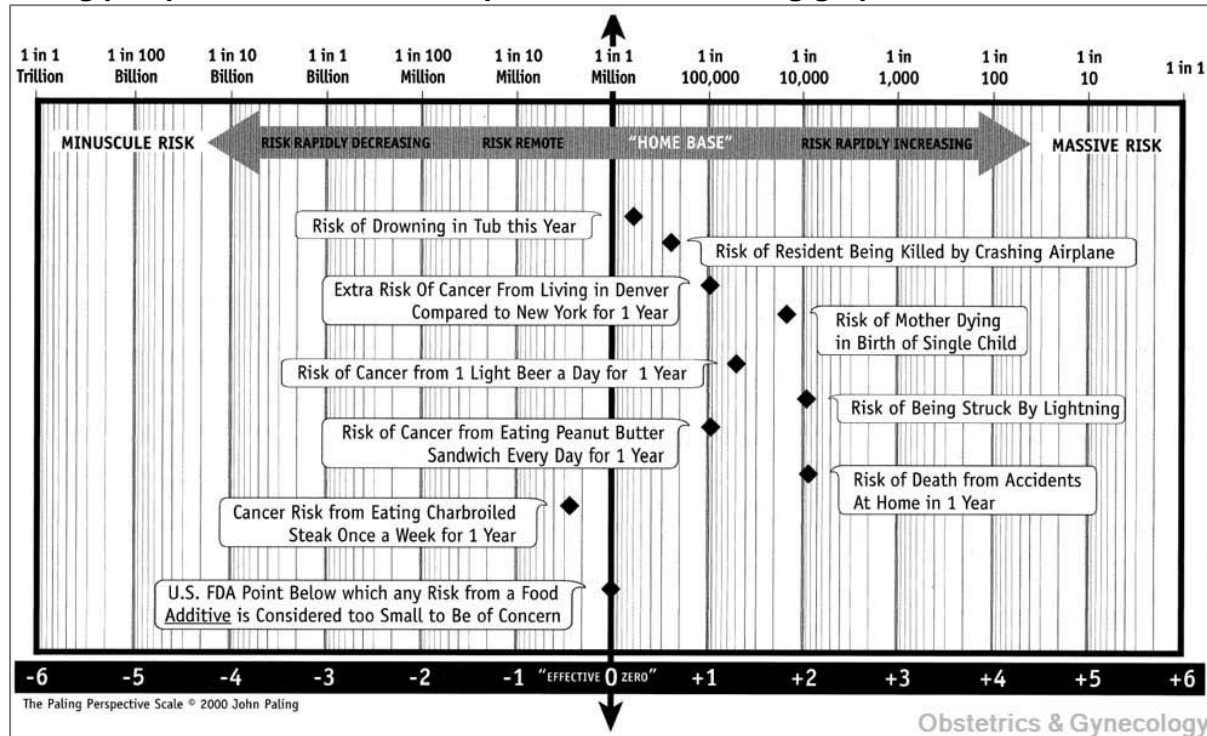 1 in 1 Trillion
1 in 100 Billion
1 in 10 Billion
1 in 1 Billion
1 in 100 Million
1 in 10 Million
1 in 1 Million
1 in 100,000
1 in 10,000
1 in 1,000
1 in 100
1 in 10
1 in 1
MINUSCULE RISK
RISK RAPIDLY DECREASING
RISK REMOTE
"HOME BASE"
RISK RAPIDLY INCREASING
MASSIVE RISK
Risk of Drowning in Tub this Year
Risk of Resident Being Killed by Crashing Airplane
Extra Risk Of Cancer From Living in Denver
Compared to New York for 1 Year
Risk of Mother Dying
in Birth of Single Child
Risk of Cancer from 1 Light Beer a Day for 1 Year
Risk of Being Struck By Lightning
Risk of Cancer from Eating Peanut Butter
Sandwich Every Day for 1 Year
Risk of Death from Accidents
At Home in 1 Year
Cancer Risk from Eating Charbroiled
Steak Once a Week for 1 Year
U.S. FDA Point Below which any Risk from a Food
Additive is Considered too Small to Be of Concern
-6 -5 -4 -3 -2 -1 "EFFECTIVE 0 ZERO" +1 +2 +3 +4 +5 +6
The Paling Perspective Scale © 2000 John Paling
Obstetrics & Gynecology